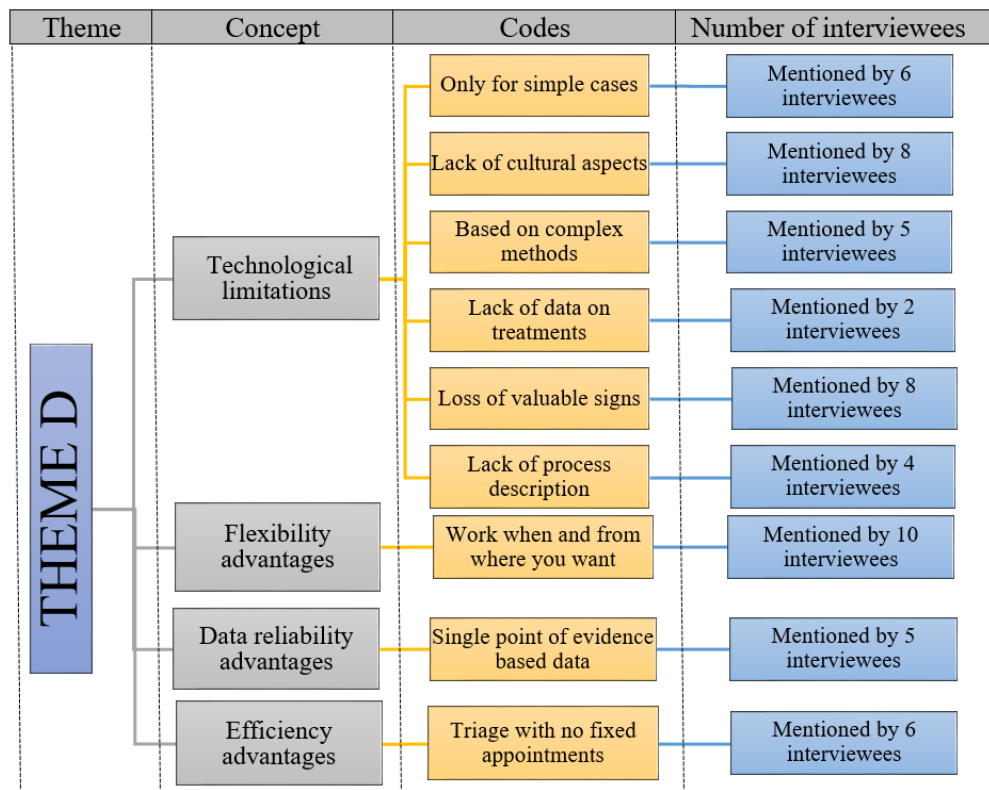 Theme
Concept
Codes
Number of interviewees
THEME D
Technological
limitations
Only for simple cases
Mentioned by 6
interviewees
Lack of cultural aspects
Mentioned by 8
interviewees
Based on complex
methods
Mentioned by 5
interviewees
Lack of data on
treatments
Mentioned by 2
interviewees
Loss of valuable signs
Mentioned by 8
interviewees
Lack of process
description
Mentioned by 4
interviewees
Flexibility
advantages
Work when and from
where you want
Mentioned by 10
interviewees
Data reliability
advantages
Single point of evidence
based data
Mentioned by 5
interviewees
Efficiency
advantages
Triage with no fixed
appointments
Mentioned by 6
interviewees